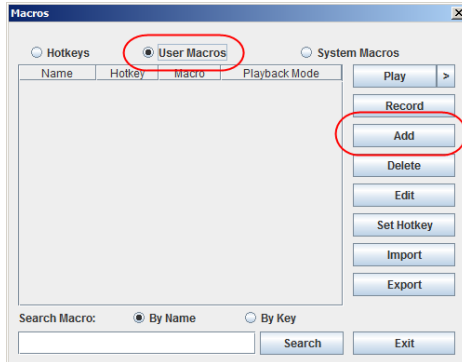 Macros
Hotkeys User Macros System Macros
Name Hotkey Macro Playback Mode
Play >
Record
Add
Delete
Edit
Set Hotkey
Import
Export
Search Macro: By Name By Key
Search Exit